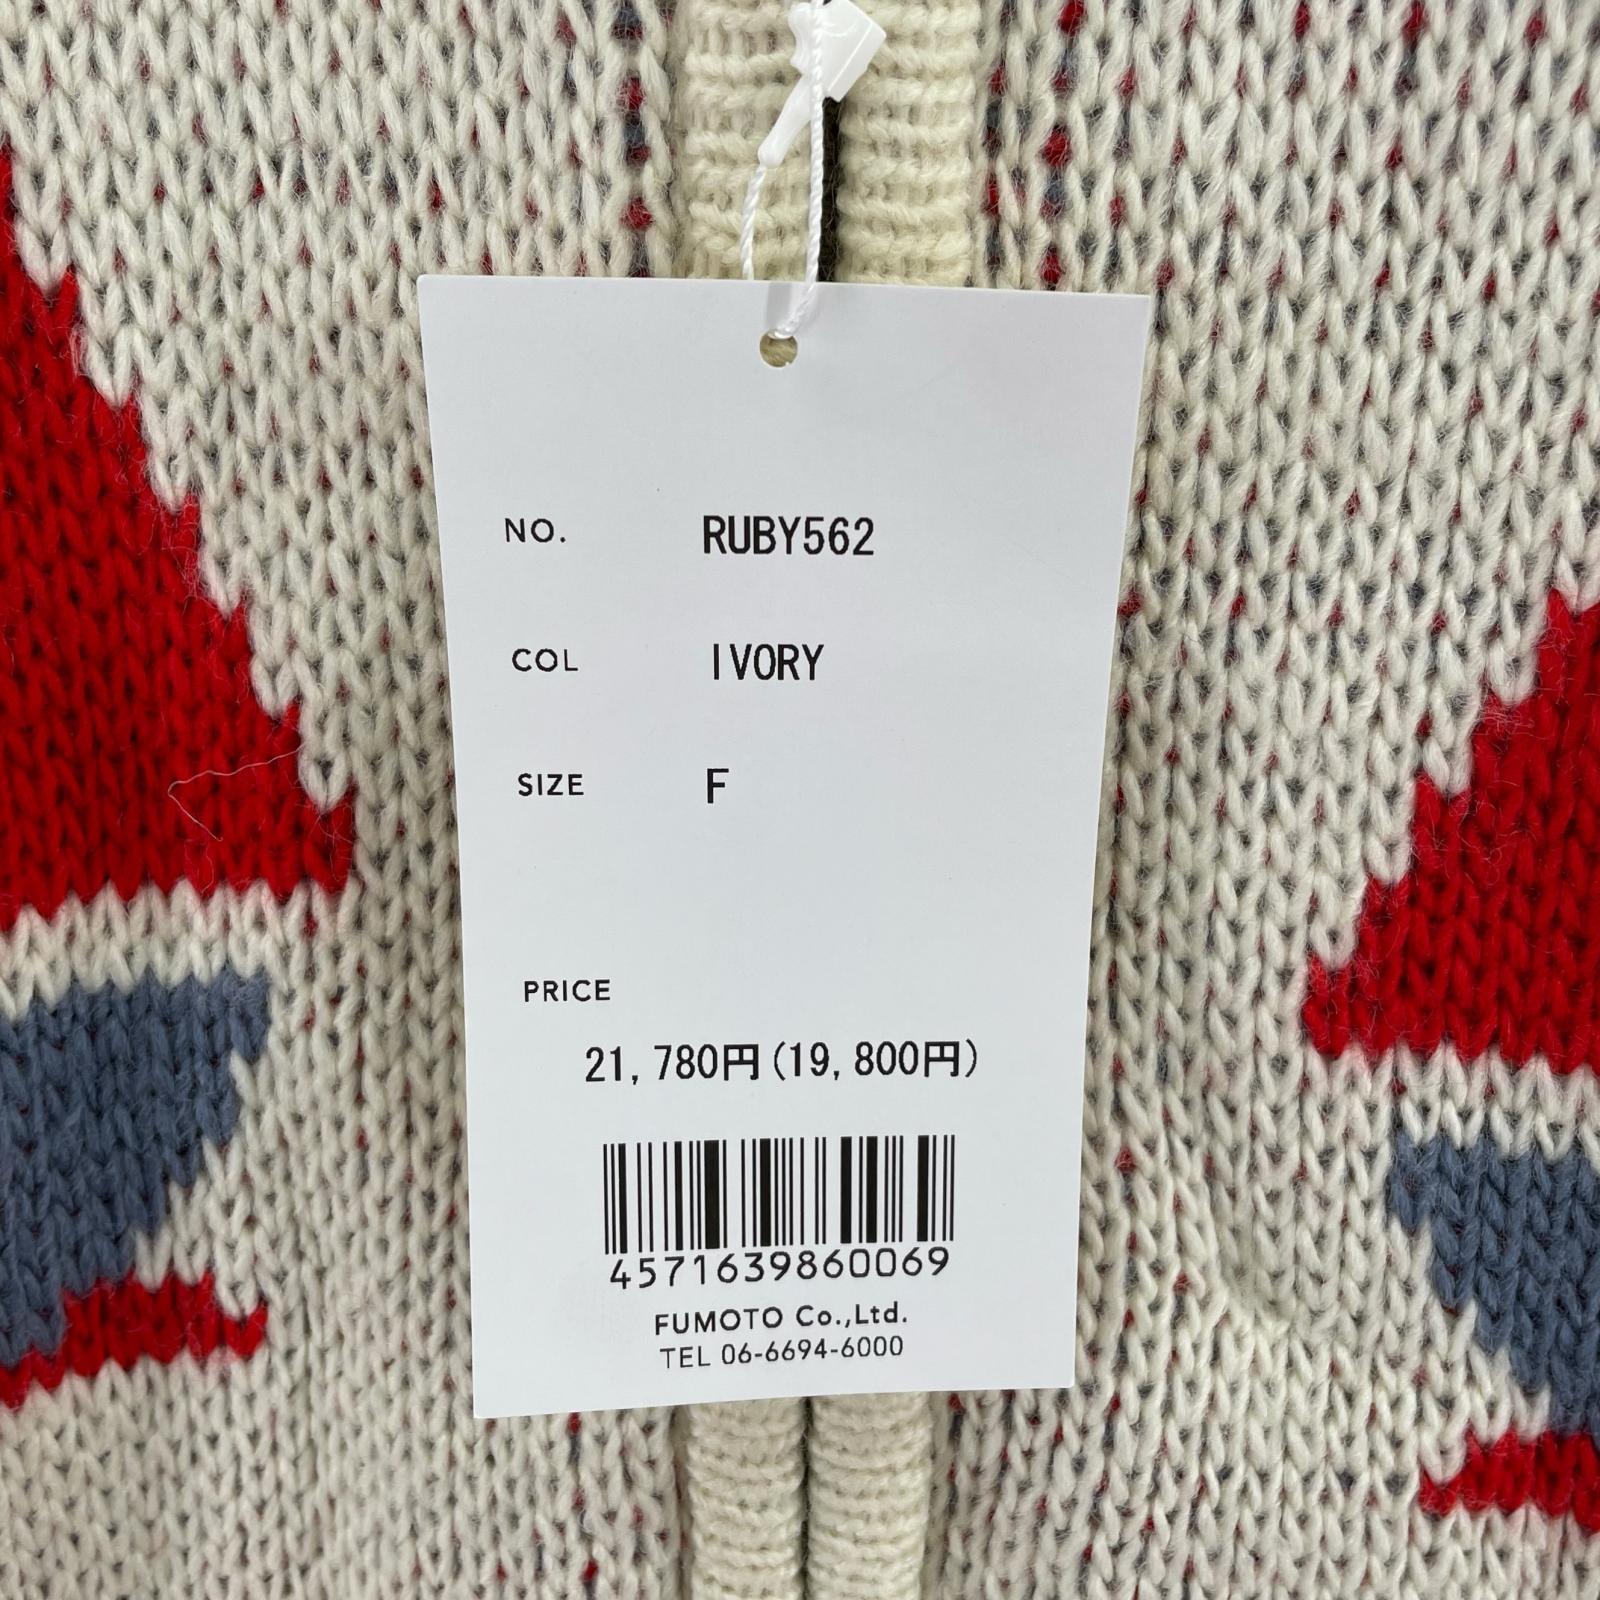 NO. RUBY562
COL IVORY
SIZE F
PRICE
21,780円(19,800円)
4571639860069
FUMOTO Co.,Ltd.
TEL 06-6694-6000